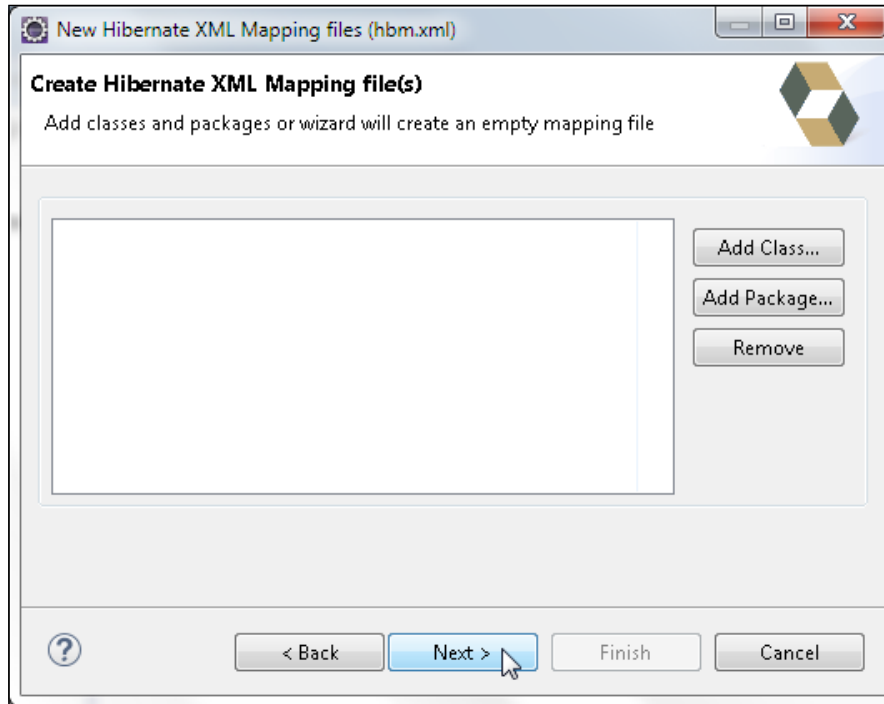 New Hibernate XML Mapping files (hbm.xml)
Create Hibernate XML Mapping file(s)
Add classes and packages or wizard will create an empty mapping file
Add Class...
Add Package...
Remove
?
< Back
Next >
Finish
Cancel